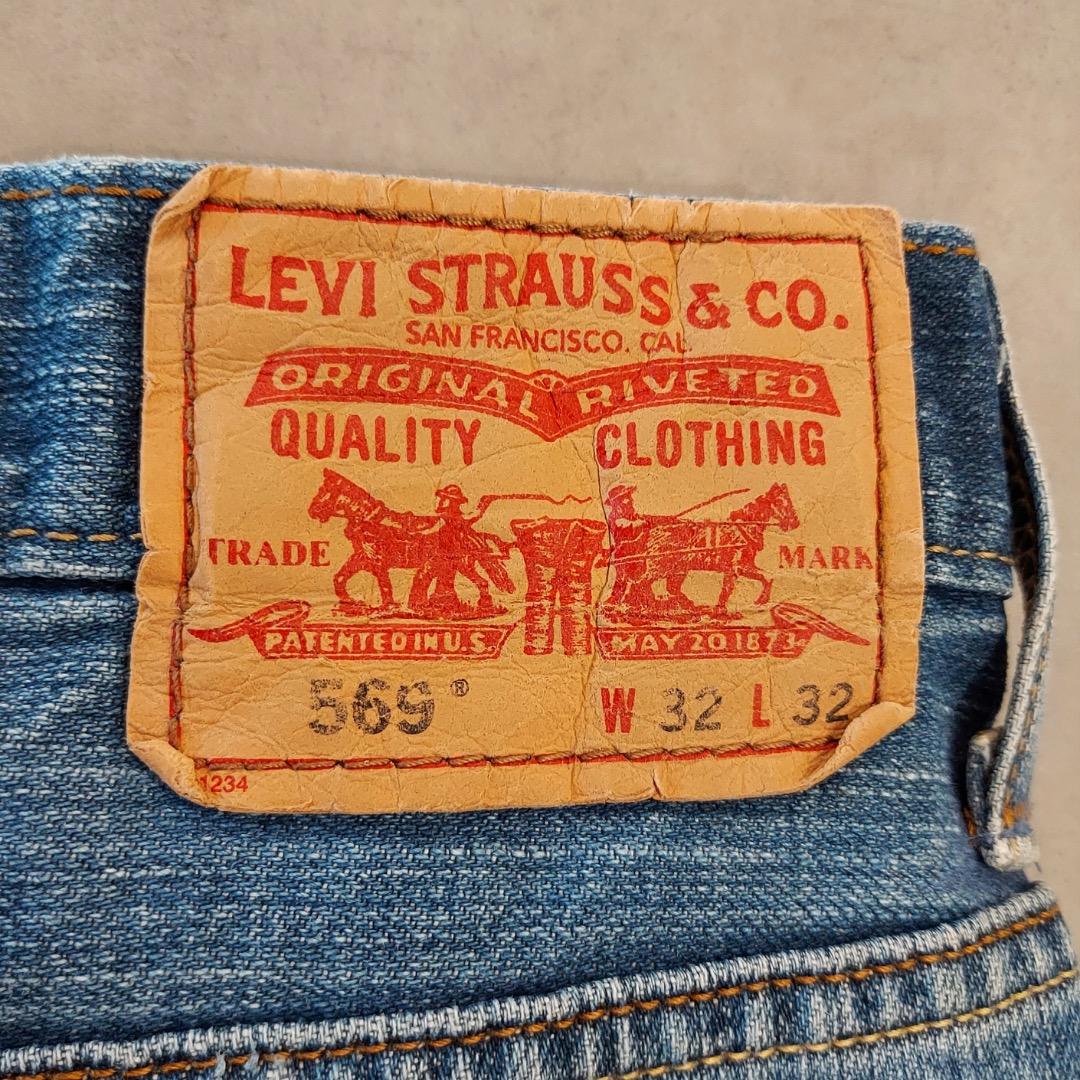 LEVI STRAUSS & CO.
SAN FRANCISCO. CAL.
ORIGINAL RIVETED
QUALITY CLOTHING
TRADE MARK
PATENTED IN U.S. MAY 20 1873
569® W 32 L 32
1234